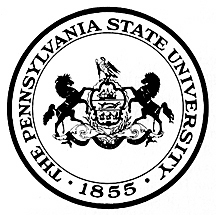 · THE PENNSYLVANIA STATE UNIVERSITY ·
1855